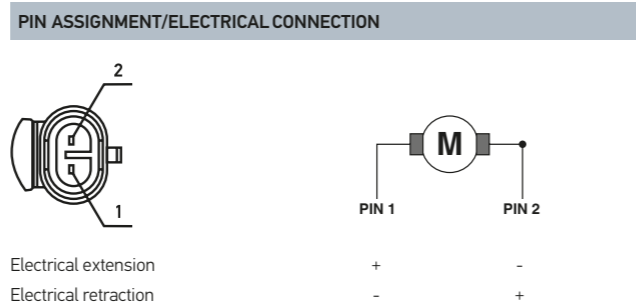 PIN ASSIGNMENT/ELECTRICAL CONNECTION
2
1
M
PIN 1 PIN 2
Electrical extension + -
Electrical retraction - +